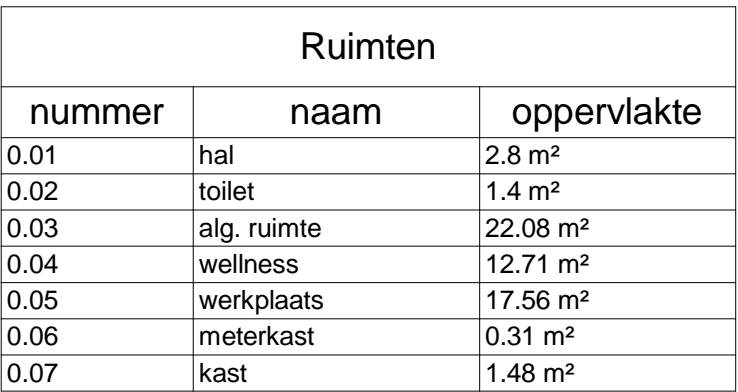 Ruimten
nummer naam oppervlakte
0.01 hal 2.8 m²
0.02 toilet 1.4 m²
0.03 alg. ruimte 22.08 m²
0.04 wellness 12.71 m²
0.05 werkplaats 17.56 m²
0.06 meterkast 0.31 m²
0.07 kast 1.48 m²